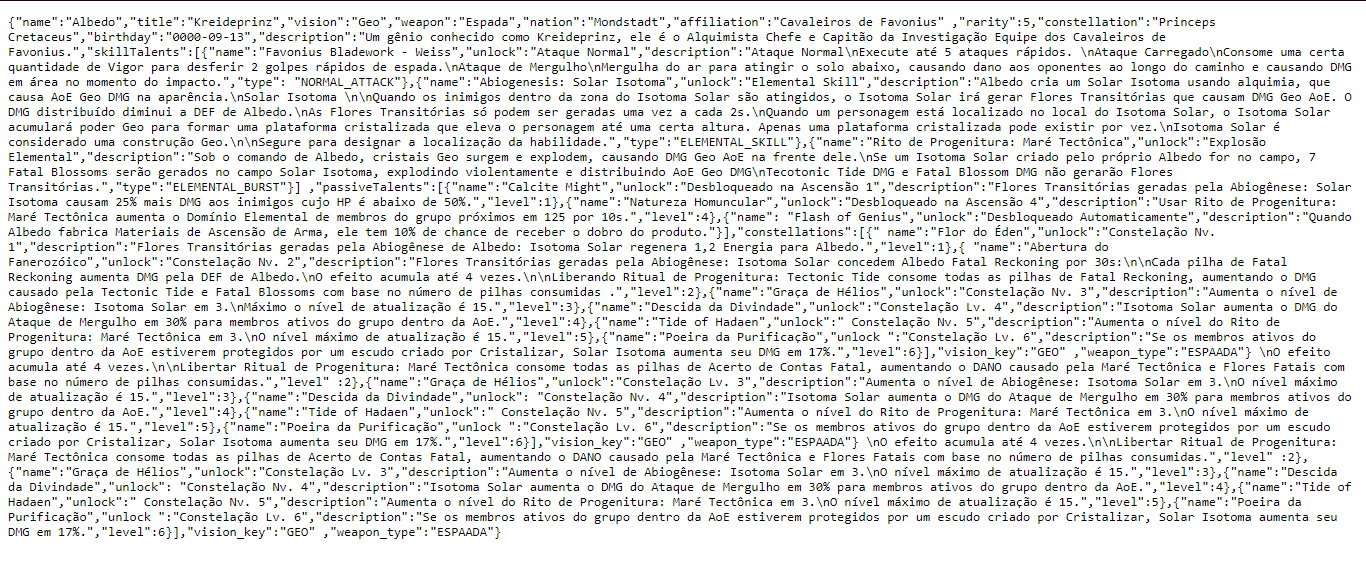 {"name":"Albedo","title":"Kreideprinz","vision":"Geo","weapon":"Espada","nation":"Mondstadt","affiliation":"Cavaleiros de Favonius" ,"rarity":5,"constellation":"Princeps
Cretaceus","birthday":"0000-09-13","description":"Um gênio conhecido como Kreideprinz, ele é o Alquimista Chefe e Capitão da Investigação Equipe dos Cavaleiros de
Favonius.","skillTalents":[{"name":"Favonius Bladework - Weiss","unlock":"Ataque Normal","description":"Ataque Normal\nExecute até 5 ataques rápidos. \nAtaque Carregado\nConsome uma certa
quantidade de Vigor para desferir 2 golpes rápidos de espada.\nAtaque de Mergulho\nMergulha do ar para atingir o solo abaixo, causando dano aos oponentes ao longo do caminho e causando DMG
em área no momento do impacto.","type": "NORMAL_ATTACK"},{"name":"Abiogenesis: Solar Isotoma","unlock":"Elemental Skill","description":"Albedo cria um Solar Isotoma usando alquimia, que
causa AoE Geo DMG na aparência.\nSolar Isotoma \n\nQuando os inimigos dentro da zona do Isotoma Solar são atingidos, o Isotoma Solar irá gerar Flores Transitórias que causam DMG Geo AoE. O
DMG distribuído diminui a DEF de Albedo.\nAs Flores Transitórias só podem ser geradas uma vez a cada 2s.\nQuando um personagem está localizado no local do Isotoma Solar, o Isotoma Solar
acumulará poder Geo para formar uma plataforma cristalizada que eleva o personagem até uma certa altura. Apenas uma plataforma cristalizada pode existir por vez.\nIsotoma Solar é
considerado uma construção Geo.\n\nSegure para designar a localização da habilidade.","type":"ELEMENTAL_SKILL"},{"name":"Rito de Progenitura: Maré Tectônica","unlock":"Explosão
Elemental","description":"Sob o comando de Albedo, cristais Geo surgem e explodem, causando DMG Geo AoE na frente dele.\nSe um Isotoma Solar criado pelo próprio Albedo for no campo, 7
Fatal Blossoms serão gerados no campo Solar Isotoma, explodindo violentamente e distribuindo AoE Geo DMG\nTecotonic Tide DMG e Fatal Blossom DMG não gerarão Flores
Transitórias.","type":"ELEMENTAL_BURST"}] ,"passiveTalents":[{"name":"Calcite Might","unlock":"Desbloqueado na Ascensão 1","description":"Flores Transitórias geradas pela Abiogênese: Solar
Isotoma causam 25% mais DMG aos inimigos cujo HP é abaixo de 50%.","level":1},{"name":"Natureza Homuncular","unlock":"Desbloqueado na Ascensão 4","description":"Usar Rito de Progenitura:
Maré Tectônica aumenta o Domínio Elemental de membros do grupo próximos em 125 por 10s.","level":4},{"name": "Flash of Genius","unlock":"Desbloqueado Automaticamente","description":"Quando
Albedo fabrica Materiais de Ascensão de Arma, ele tem 10% de chance de receber o dobro do produto."}],"constellations":[{" name":"Flor do Éden","unlock":"Constelação Nv.
1","description":"Flores Transitórias geradas pela Abiogênese de Albedo: Isotoma Solar regenera 1,2 Energia para Albedo.","level":1},{ "name":"Abertura do
Fanerozóico","unlock":"Constelação Nv. 2","description":"Flores Transitórias geradas pela Abiogênese: Isotoma Solar concedem Albedo Fatal Reckoning por 30s:\n\n\nCada pilha de Fatal
Reckoning aumenta DMG pela DEF de Albedo.\nO efeito acumula até 4 vezes.\n\n\nLiberando Ritual de Progenitura: Tectonic Tide consome todas as pilhas de Fatal Reckoning, aumentando o DMG
causado pela Tectonic Tide e Fatal Blossoms com base no número de pilhas consumidas .","level":2},{"name":"Graça de Hélios","unlock":"Constelação Nv. 3","description":"Aumenta o nível de
Abiogênese: Isotoma Solar em 3.\nMáximo o nível de atualização é 15.","level":3},{"name":"Descida da Divindade","unlock":"Constelação Lv. 4","description":"Isotoma Solar aumenta o DMG do
Ataque de Mergulho em 30% para membros ativos do grupo dentro da AoE.","level":4},{"name":"Tide of Hadaen","unlock":" Constelação Nv. 5","description":"Aumenta o nível do Rito de
Progenitura: Maré Tectônica em 3.\nO nível máximo de atualização é 15.","level":5},{"name":"Poeira da Purificação","unlock ":"Constelação Lv. 6","description":"Se os membros ativos do
grupo dentro da AoE estiverem protegidos por um escudo criado por Cristalizar, Solar Isotoma aumenta seu DMG em 17%.","level":6}],"vision_key":"GEO" ,"weapon_type":"ESPAADA"} \nO efeito
acumula até 4 vezes.\n\n\nLibertar Ritual de Progenitura: Maré Tectônica consome todas as pilhas de Acerto de Contas Fatal, aumentando o DANO causado pela Maré Tectônica e Flores Fatais com
base no número de pilhas consumidas.","level" :2},{"name":"Graça de Hélios","unlock":"Constelação Lv. 3","description":"Aumenta o nível de Abiogênese: Isotoma Solar em 3.\nO nível máximo
de atualização é 15.","level":3},{"name":"Descida da Divindade","unlock": "Constelação Nv. 4","description":"Isotoma Solar aumenta o DMG do Ataque de Mergulho em 30% para membros ativos do
grupo dentro da AoE.","level":4},{"name":"Tide of Hadaen","unlock":" Constelação Nv. 5","description":"Aumenta o nível do Rito de Progenitura: Maré Tectônica em 3.\nO nível máximo de
atualização é 15.","level":5},{"name":"Poeira da Purificação","unlock ":"Constelação Lv. 6","description":"Se os membros ativos do grupo dentro da AoE estiverem protegidos por um escudo
criado por Cristalizar, Solar Isotoma aumenta seu DMG em 17%.","level":6}],"vision_key":"GEO" ,"weapon_type":"ESPAADA"} \nO efeito acumula até 4 vezes.\n\n\nLibertar Ritual de Progenitura:
Maré Tectônica consome todas as pilhas de Acerto de Contas Fatal, aumentando o DANO causado pela Maré Tectônica e Flores Fatais com base no número de pilhas consumidas.","level" :2},
{"name":"Graça de Hélios","unlock":"Constelação Lv. 3","description":"Aumenta o nível de Abiogênese: Isotoma Solar em 3.\nO nível máximo de atualização é 15.","level":3},{"name":"Descida
da Divindade","unlock": "Constelação Nv. 4","description":"Isotoma Solar aumenta o DMG do Ataque de Mergulho em 30% para membros ativos do grupo dentro da AoE.","level":4},{"name":"Tide of
Hadaen","unlock":" Constelação Nv. 5","description":"Aumenta o nível do Rito de Progenitura: Maré Tectônica em 3.\nO nível máximo de atualização é 15.","level":5},{"name":"Poeira da
Purificação","unlock ":"Constelação Lv. 6","description":"Se os membros ativos do grupo dentro da AoE estiverem protegidos por um escudo criado por Cristalizar, Solar Isotoma aumenta seu
DMG em 17%.","level":6}],"vision_key":"GEO" ,"weapon_type":"ESPAADA"}